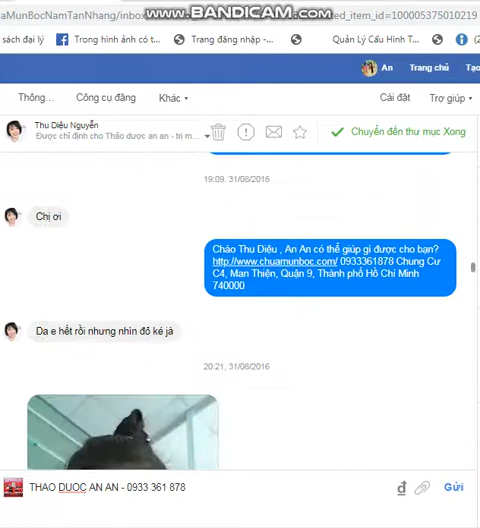 www.BANDICAM.com
aMunBocNamTanNhang/inbox
ed_item_id=100005375010219
sách đại lý
Trong hình ảnh có t...
Trang đăng nhập -...
Quản Lý Cấu Hình T...
An
Trang chủ
Tạo
Thông...
Công cụ đăng
Khác
Cài đặt
Trợ giúp
Thu Diệu Nguyễn
Được chỉ định cho Thảo dược an an - trị m...
Chuyển đến thư mục Xong
19:09, 31/08/2016
Chị ơi
Chào Thu Diệu , An An có thể giúp gì được cho bạn?
http://www.chuamunboc.com/ 0933361878 Chung Cư
C4, Man Thiện, Quận 9, Thành phố Hồ Chí Minh
740000
Da e hết rồi nhưng nhìn đỏ ké já
20:21, 31/08/2016
THAO DUOC AN AN - 0933 361 878
đ
Gửi